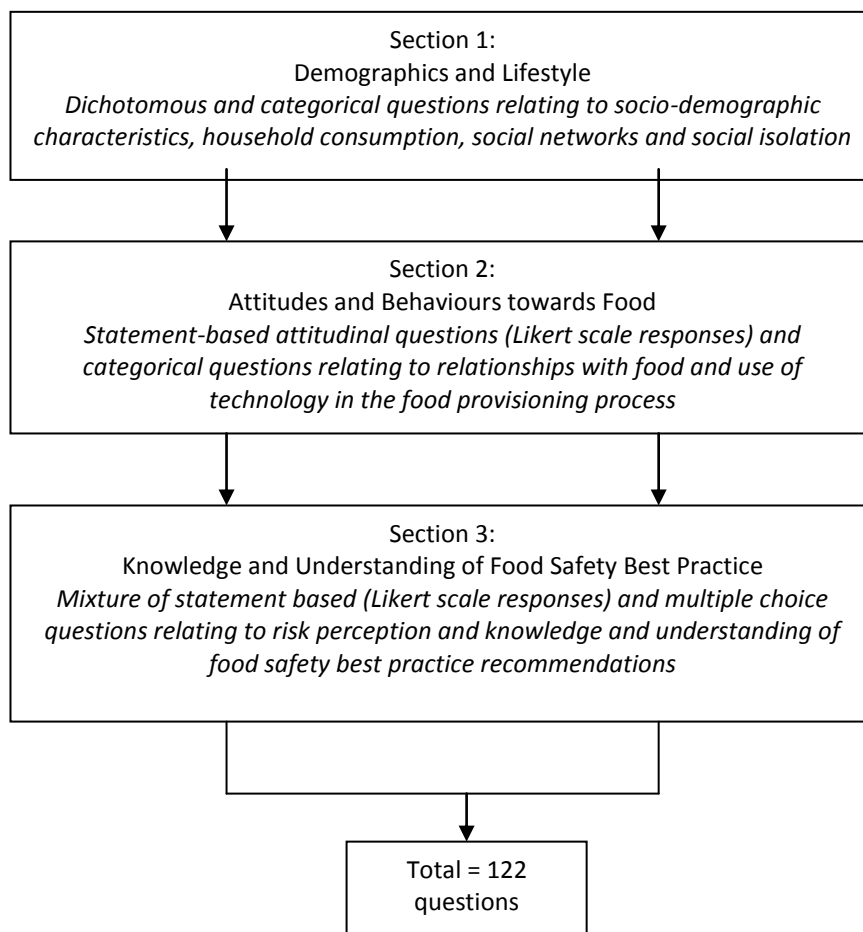 Section 1:
Demographics and Lifestyle
Dichotomous and categorical questions relating to socio-demographic
characteristics, household consumption, social networks and social isolation
Section 2:
Attitudes and Behaviours towards Food
Statement-based attitudinal questions (Likert scale responses) and
categorical questions relating to relationships with food and use of
technology in the food provisioning process
Section 3:
Knowledge and Understanding of Food Safety Best Practice
Mixture of statement based (Likert scale responses) and multiple choice
questions relating to risk perception and knowledge and understanding of
food safety best practice recommendations
Total = 122
questions